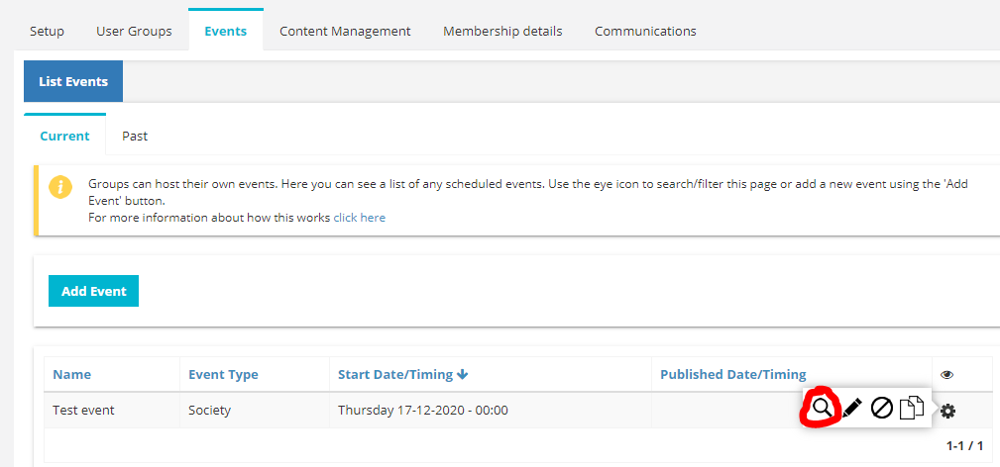 Setup User Groups Events Content Management Membership details Communications
List Events
Current Past
Groups can host their own events. Here you can see a list of any scheduled events. Use the eye icon to search/filter this page or add a new event using the 'Add
Event' button.
For more information about how this works click here
Add Event
Name Event Type Start Date/Timing Published Date/Timing
Test event Society Thursday 17-12-2020 - 00:00
1-1 / 1